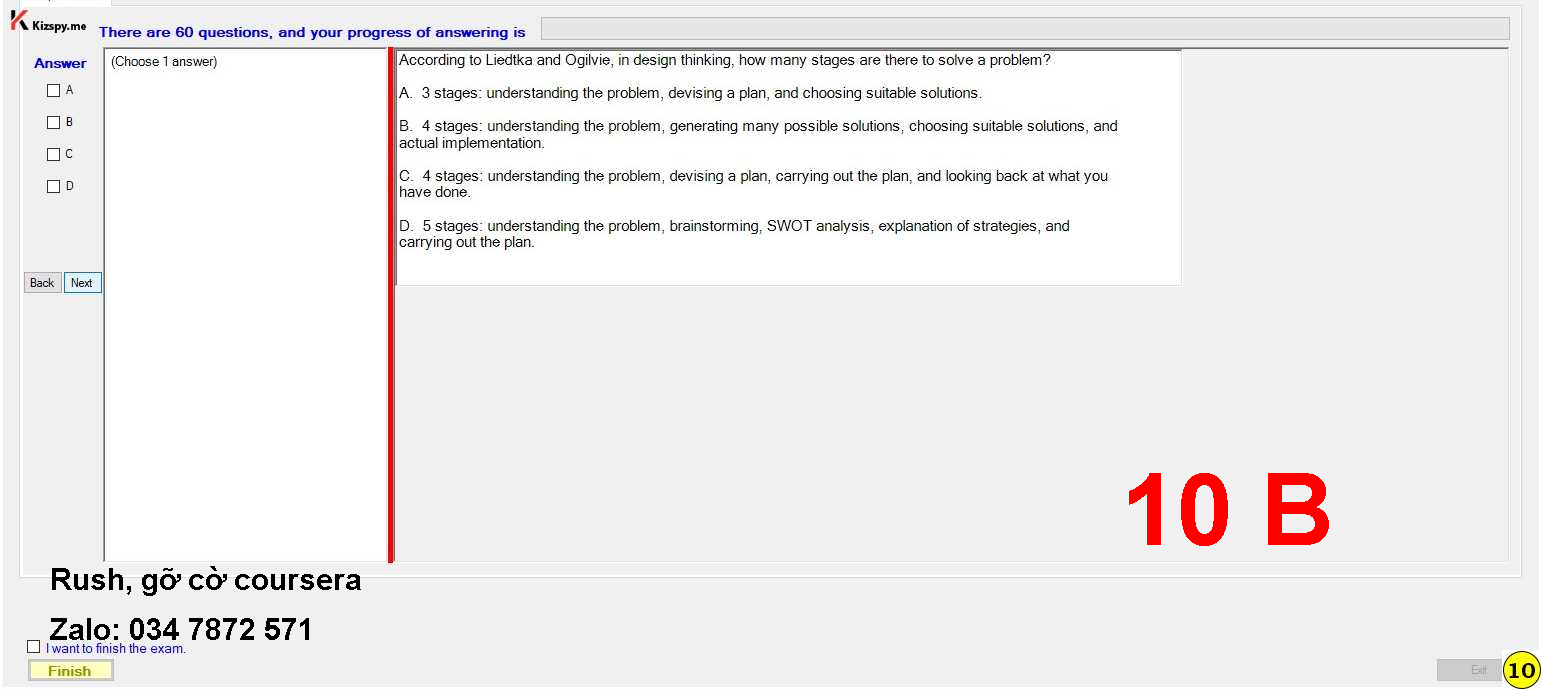 Kizspy.me
There are 60 questions, and your progress of answering is
Answer
(Choose 1 answer)
A
B
C
D
Back
Next
According to Liedtka and Ogilvie, in design thinking, how many stages are there to solve a problem?
A.  3 stages: understanding the problem, devising a plan, and choosing suitable solutions.
B.  4 stages: understanding the problem, generating many possible solutions, choosing suitable solutions, and
actual implementation.
C.  4 stages: understanding the problem, devising a plan, carrying out the plan, and looking back at what you
have done.
D.  5 stages: understanding the problem, brainstorming, SWOT analysis, explanation of strategies, and
carrying out the plan.
10 B
Rush, gỡ cờ coursera
Zalo: 034 7872 571
I want to finish the exam.
Finish
Exit
10